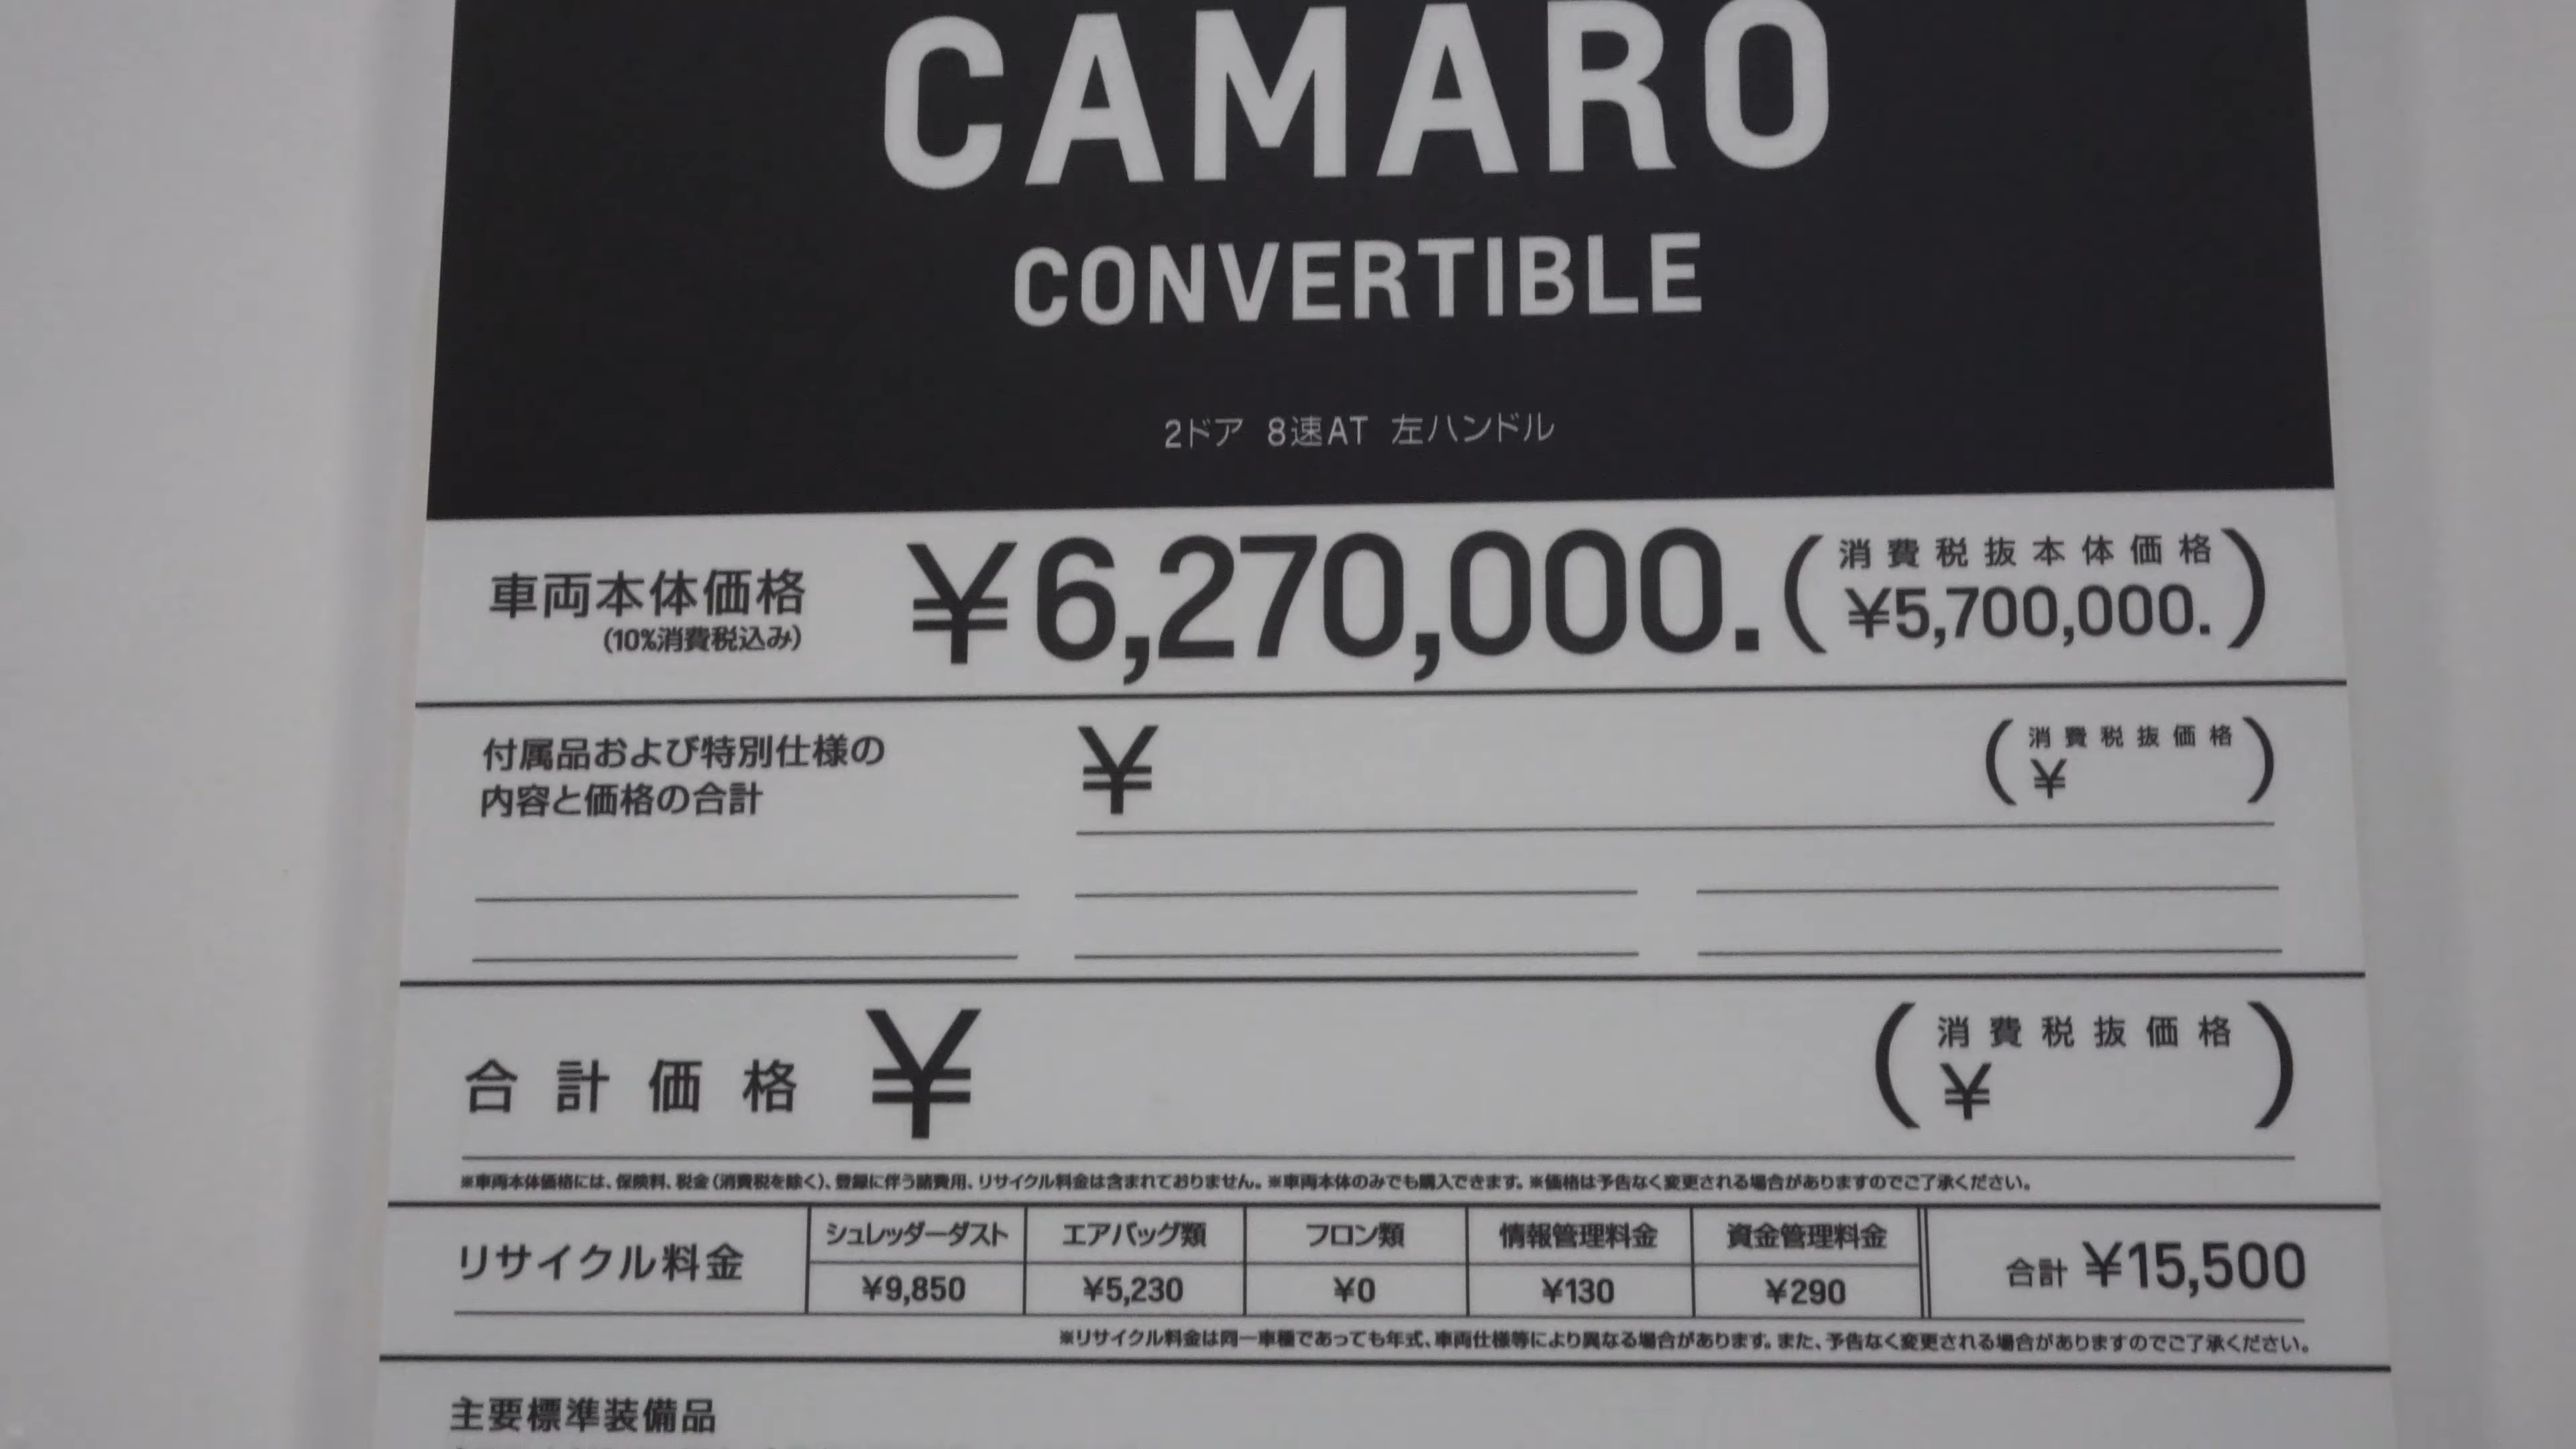 CAMARO
CONVERTIBLE
2ドア 8速AT 左ハンドル
車両本体価格
(10%消費税込み)
¥6,270,000.
(消費税抜本体価格
¥5,700,000.)
付属品および特別仕様の
内容と価格の合計
¥
(消費税抜価格
¥)
合計価格
¥
(消費税抜価格
¥)
※車両本体価格には、保険料、税金(消費税を除く)、登録に伴う諸費用、リサイクル料金は含まれておりません。※車両本体のみでも購入できます。※価格は予告なく変更される場合がありますのでご了承ください。
リサイクル料金
シュレッダーダスト エアバッグ類 フロン類 情報管理料金 資金管理料金
¥9,850 ¥5,230 ¥0 ¥130 ¥290
合計 ¥15,500
※リサイクル料金は同一車種であっても年式、車両仕様等により異なる場合があります。また、予告なく変更される場合がありますのでご了承ください。
主要標準装備品